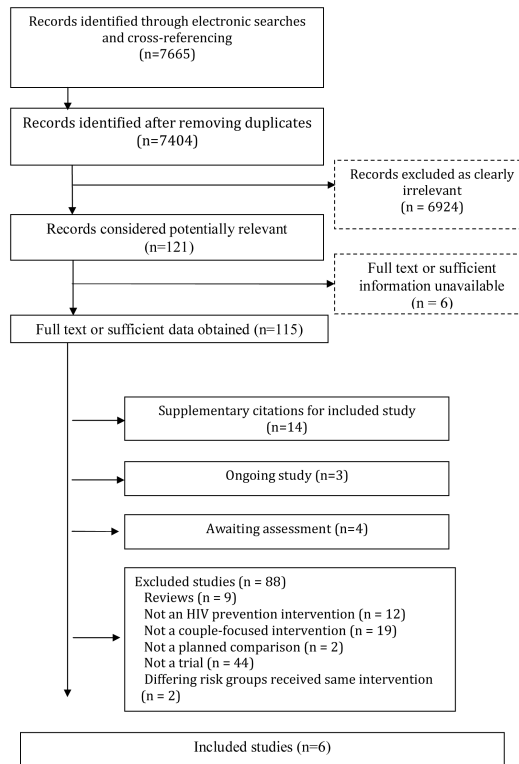 Records identified through electronic searches
and cross-referencing
(n=7665)
Records identified after removing duplicates
(n=7404)
Records excluded as clearly
irrelevant
(n = 6924)
Records considered potentially relevant
(n=121)
Full text or sufficient
information unavailable
(n = 6)
Full text or sufficient data obtained (n=115)
Supplementary citations for included study
(n=14)
Ongoing study (n=3)
Awaiting assessment (n=4)
Excluded studies (n = 88)
Reviews (n = 9)
Not an HIV prevention intervention (n = 12)
Not a couple-focused intervention (n = 19)
Not a planned comparison (n = 2)
Not a trial (n = 44)
Differing risk groups received same intervention
(n = 2)
Included studies (n=6)